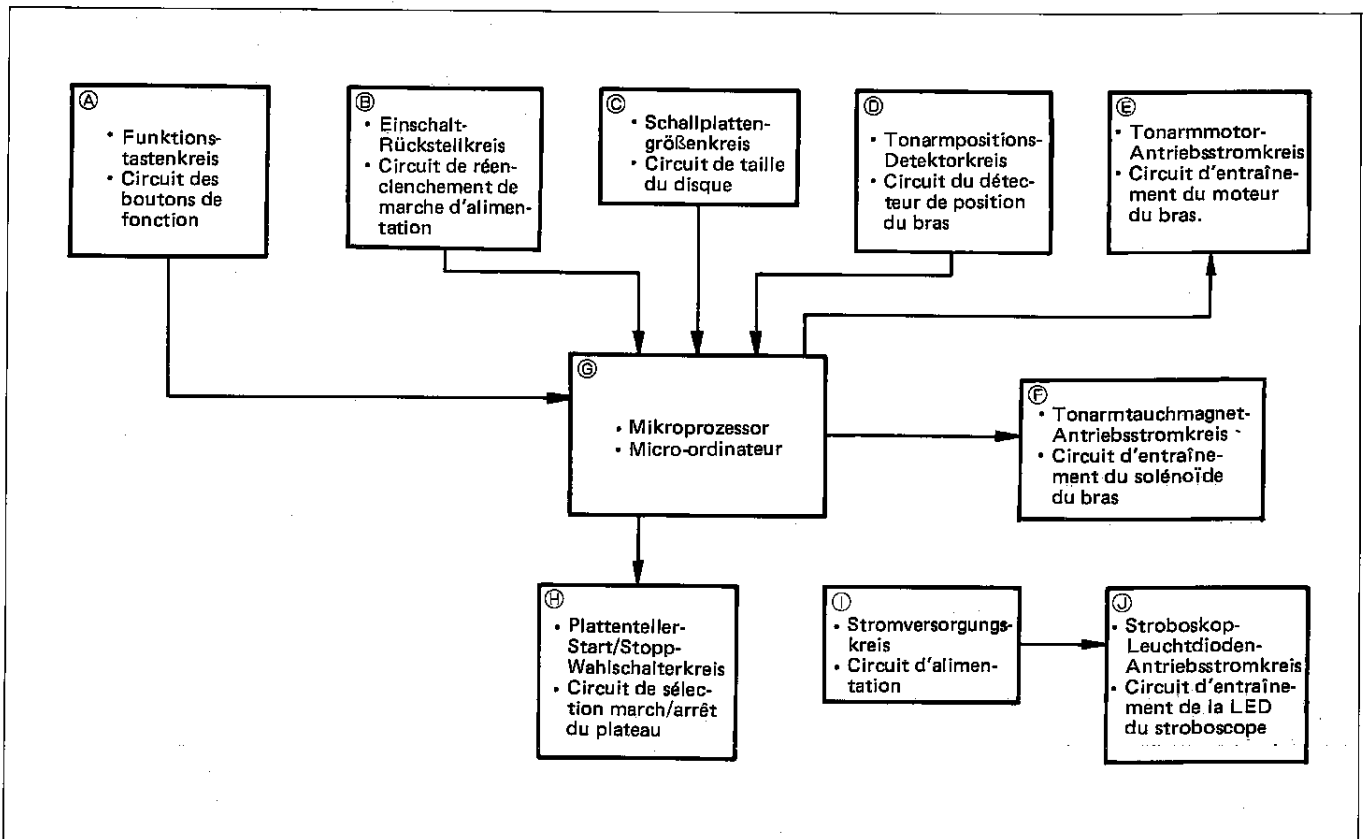 Ⓐ
• Funktions-
tastenkreis
• Circuit des
boutons de
fonction
Ⓑ
• Einschalt-
Rückstellkreis
• Circuit de réen-
clenchement de
marche d'alimen-
tation
Ⓒ
• Schallplatten-
größenkreis
• Circuit de taille
du disque
Ⓓ
• Tonarmpositions-
Detektorkreis
• Circuit du détec-
teur de position
du bras
Ⓔ
• Tonarmmotor-
Antriebsstromkreis
• Circuit d'entraîne-
ment du moteur
du bras.
Ⓖ
• Mikroprozessor
• Micro-ordinateur
Ⓕ
• Tonarmtauchmagnet-
Antriebsstromkreis
• Circuit d'entraîne-
ment du solénoïde
du bras
Ⓗ
• Plattenteller-
Start/Stopp-
Wahlschalterkreis
• Circuit de sélec-
tion march/arrêt
du plateau
Ⓘ
• Stromversorgungs-
kreis
• Circuit d'alimen-
tation
Ⓙ
• Stroboskop-
Leuchtdioden-
Antriebsstromkreis
• Circuit d'entraîne-
ment de la LED
du stroboscope